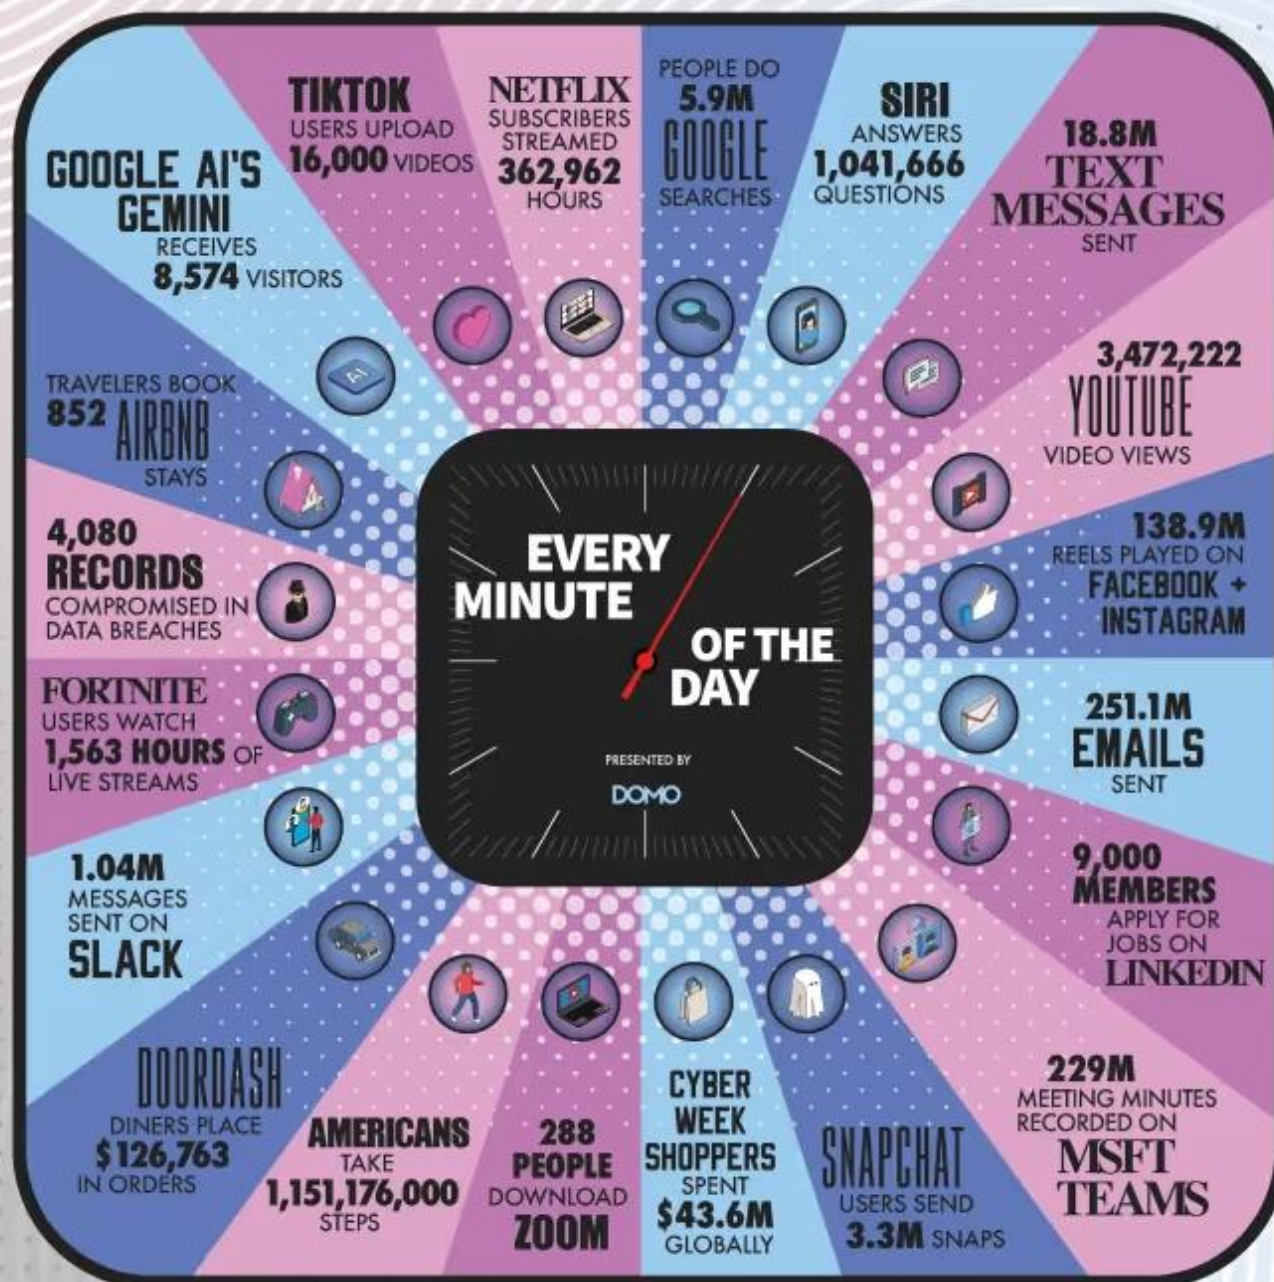 EVERY
MINUTE
OF THE
DAY
PRESENTED BY
DOMO
PEOPLE DO
5.9M
GOOGLE
SEARCHES
SIRI
ANSWERS
1,041,666
QUESTIONS
18.8M
TEXT
MESSAGES
SENT
3,472,222
YOUTUBE
VIDEO VIEWS
138.9M
REELS PLAYED ON
FACEBOOK +
INSTAGRAM
251.1M
EMAILS
SENT
9,000
MEMBERS
APPLY FOR
JOBS ON
LINKEDIN
229M
MEETING MINUTES
RECORDED ON
MSFT
TEAMS
SNAPCHAT
USERS SEND
3.3M SNAPS
CYBER
WEEK
SHOPPERS
SPENT
$43.6M
GLOBALLY
288
PEOPLE
DOWNLOAD
ZOOM
AMERICANS
TAKE
1,151,176,000
STEPS
DOORDASH
DINERS PLACE
$126,763
IN ORDERS
1.04M
MESSAGES
SENT ON
SLACK
FORTNITE
USERS WATCH
1,563 HOURS OF
LIVE STREAMS
4,080
RECORDS
COMPROMISED IN
DATA BREACHES
TRAVELERS BOOK
852 AIRBNB
STAYS
GOOGLE AI'S
GEMINI
RECEIVES
8,574 VISITORS
AI
TIKTOK
USERS UPLOAD
16,000 VIDEOS
NETFLIX
SUBSCRIBERS
STREAMED
362,962
HOURS